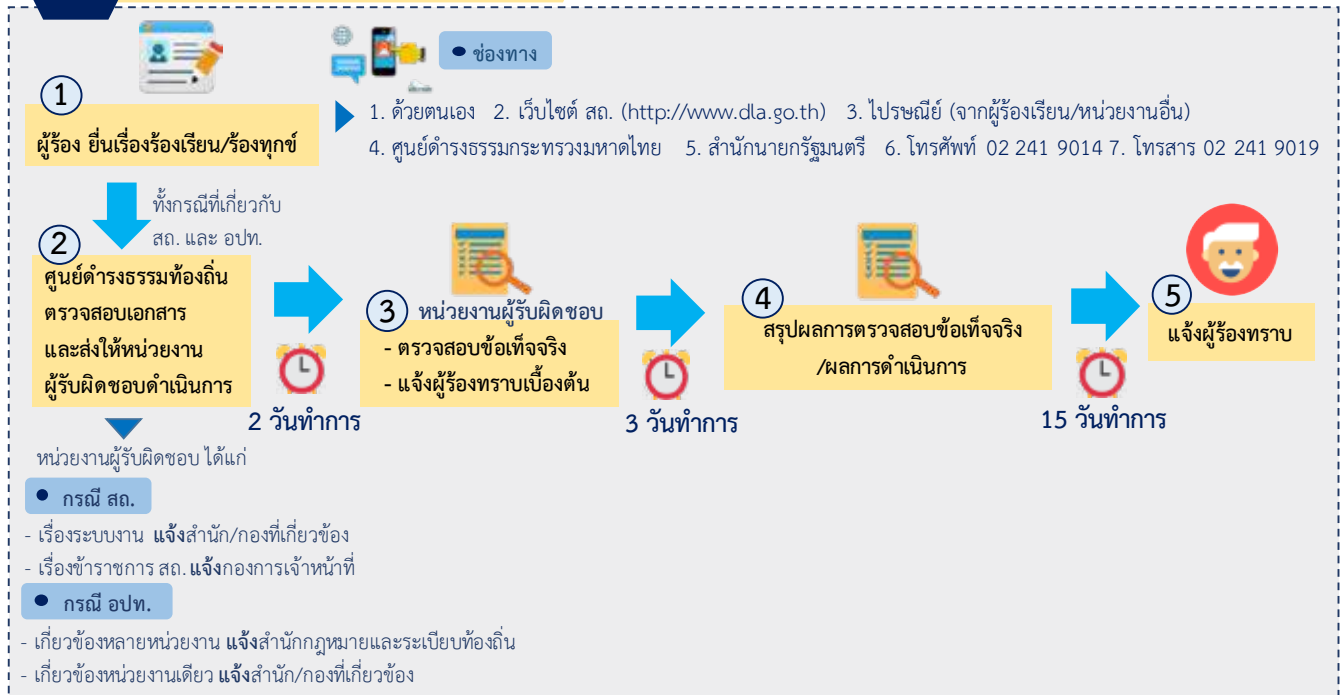 ● ช่องทาง
1
ผู้ร้อง ยื่นเรื่องร้องเรียน/ร้องทุกข์
1. ด้วยตนเอง 2. เว็บไซต์ สถ. (http://www.dla.go.th) 3. ไปรษณีย์ (จากผู้ร้องเรียน/หน่วยงานอื่น)
4. ศูนย์ดำรงธรรมกระทรวงมหาดไทย 5. สำนักนายกรัฐมนตรี 6. โทรศัพท์ 02 241 9014 7. โทรสาร 02 241 9019
ทั้งกรณีที่เกี่ยวกับ
สถ. และ อปท.
2
ศูนย์ดำรงธรรมท้องถิ่น
ตรวจสอบเอกสาร
และส่งให้หน่วยงาน
ผู้รับผิดชอบดำเนินการ
2 วันทำการ
3 หน่วยงานผู้รับผิดชอบ
- ตรวจสอบข้อเท็จจริง
- แจ้งผู้ร้องทราบเบื้องต้น
3 วันทำการ
4
สรุปผลการตรวจสอบข้อเท็จจริง
/ผลการดำเนินการ
15 วันทำการ
5
แจ้งผู้ร้องทราบ
หน่วยงานผู้รับผิดชอบ ได้แก่
● กรณี สถ.
- เรื่องระบบงาน แจ้งสำนัก/กองที่เกี่ยวข้อง
- เรื่องข้าราชการ สถ. แจ้งกองการเจ้าหน้าที่
● กรณี อปท.
- เกี่ยวข้องหลายหน่วยงาน แจ้งสำนักกฎหมายและระเบียบท้องถิ่น
- เกี่ยวข้องหน่วยงานเดียว แจ้งสำนัก/กองที่เกี่ยวข้อง